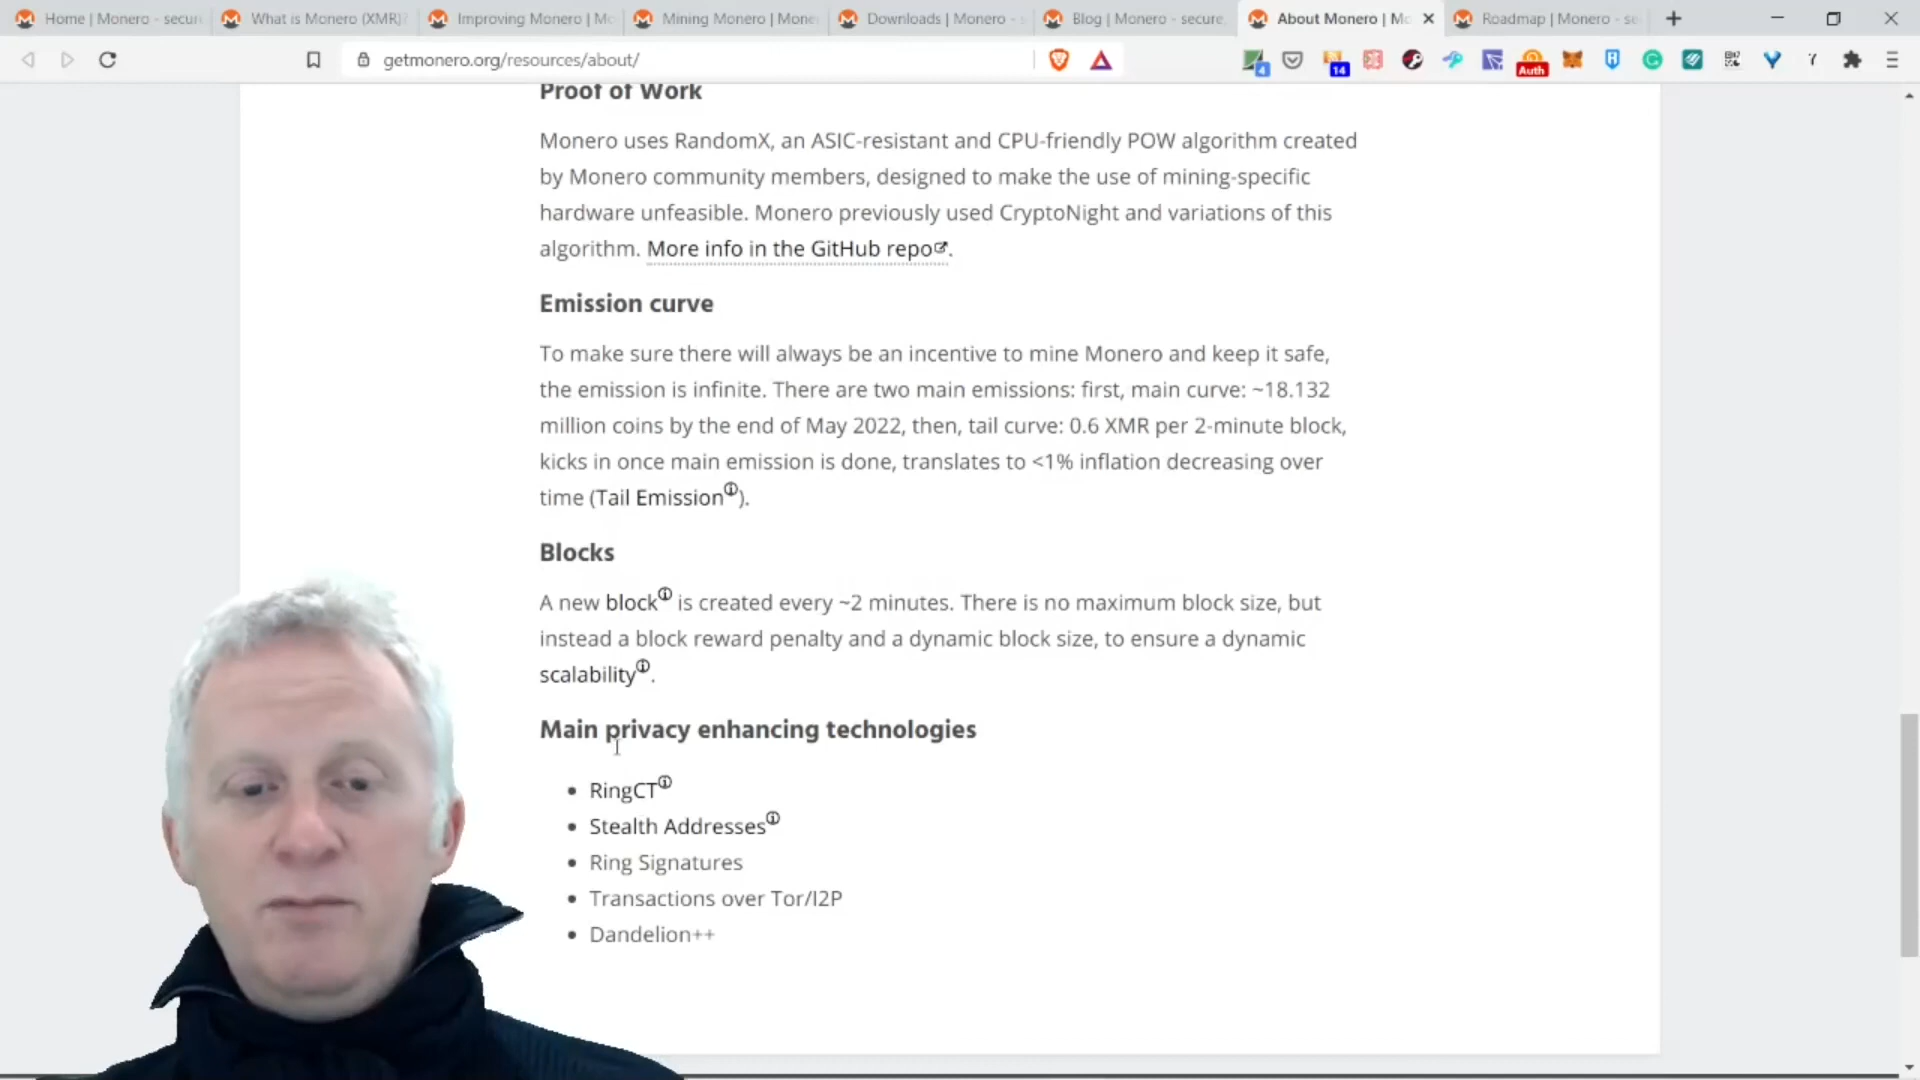 Home | Monero - secur
What is Monero (XMR)?
Improving Monero | Mo
Mining Monero | Mone
Downloads | Monero - s
Blog | Monero - secure,
About Monero | Mo
Roadmap | Monero - se
getmonero.org/resources/about/
4
14
Auth
Proof of Work
Monero uses RandomX, an ASIC-resistant and CPU-friendly POW algorithm created
by Monero community members, designed to make the use of mining-specific
hardware unfeasible. Monero previously used CryptoNight and variations of this
algorithm. More info in the GitHub repo.
Emission curve
To make sure there will always be an incentive to mine Monero and keep it safe,
the emission is infinite. There are two main emissions: first, main curve: ~18.132
million coins by the end of May 2022, then, tail curve: 0.6 XMR per 2-minute block,
kicks in once main emission is done, translates to <1% inflation decreasing over
time (Tail Emission).
Blocks
A new block is created every ~2 minutes. There is no maximum block size, but
instead a block reward penalty and a dynamic block size, to ensure a dynamic
scalability.
Main privacy enhancing technologies
• RingCT
• Stealth Addresses
• Ring Signatures
• Transactions over Tor/I2P
• Dandelion++